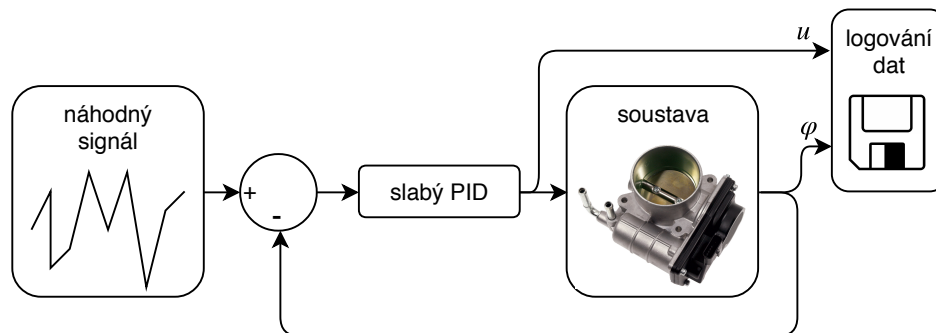 náhodný
signál
+
-
slabý PID
soustava
u
φ
logování
dat